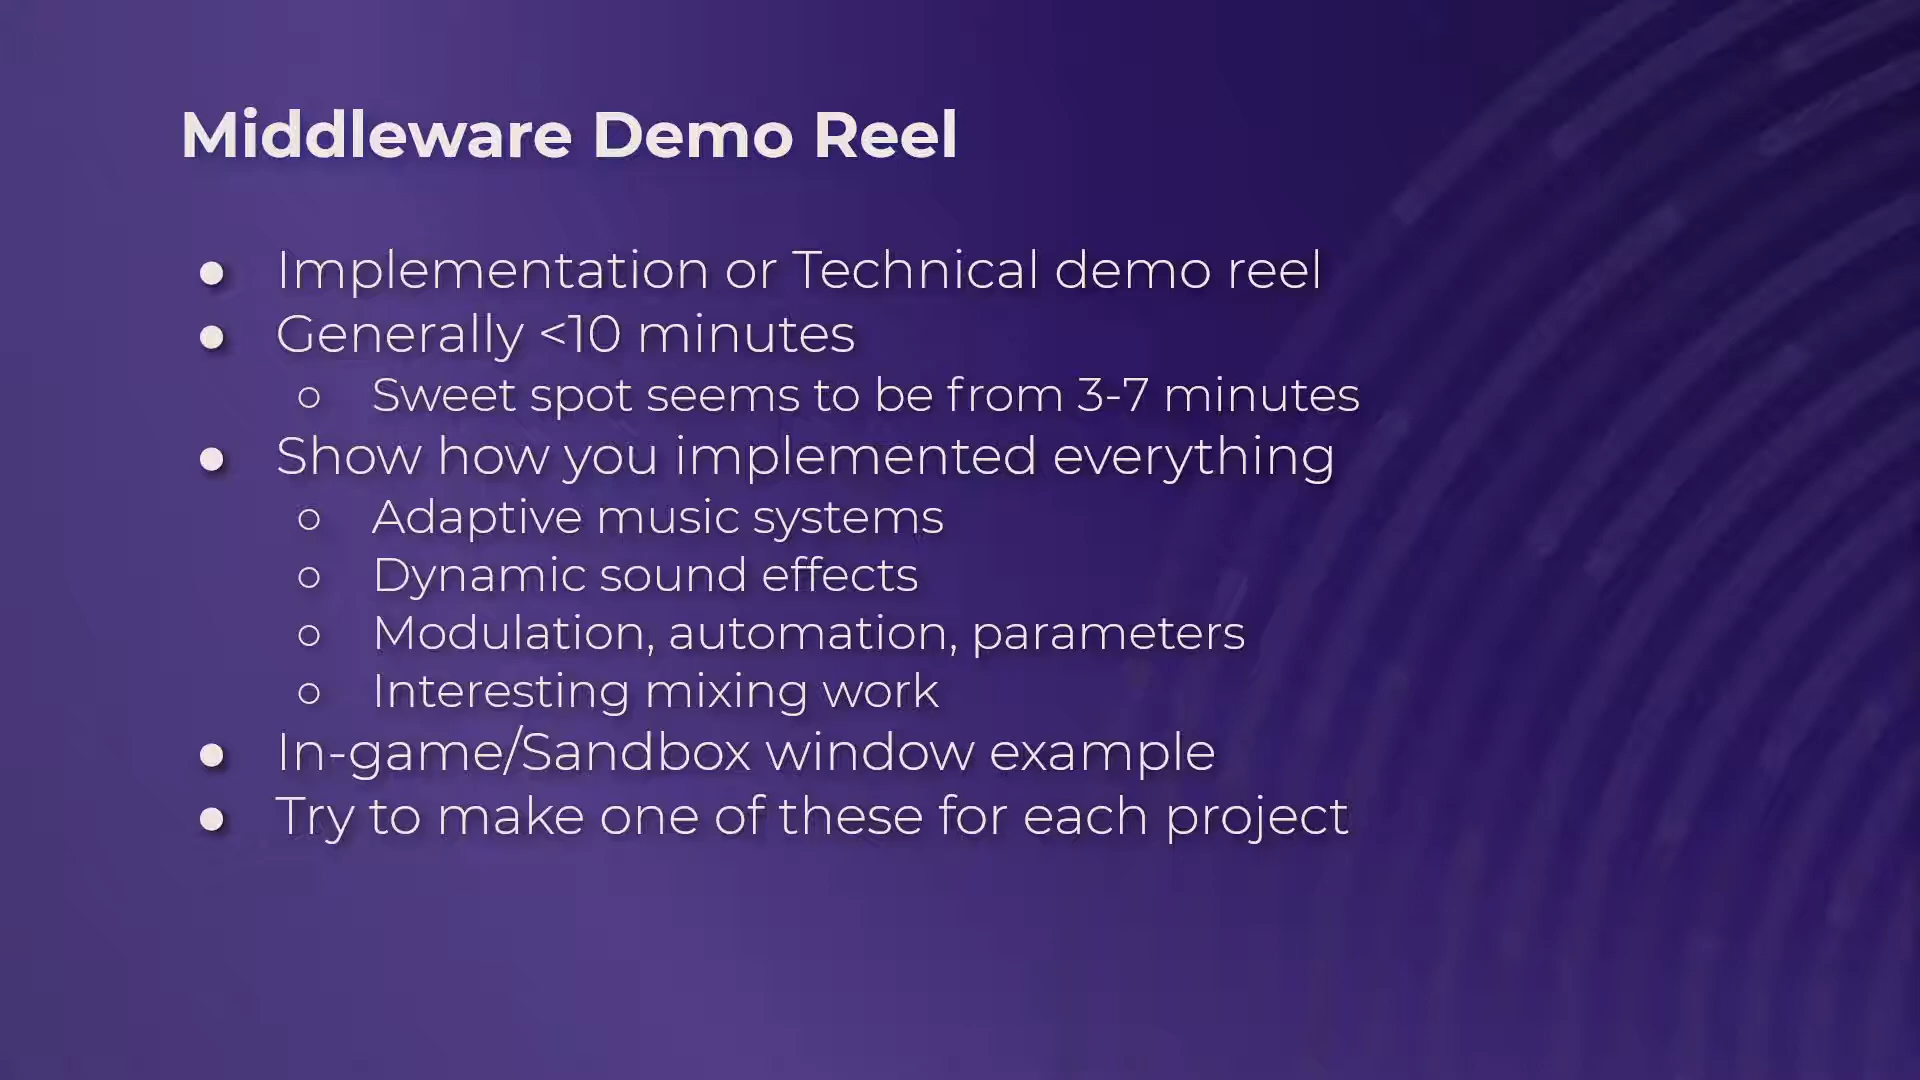 Middleware Demo Reel
● Implementation or Technical demo reel
● Generally <10 minutes
○ Sweet spot seems to be from 3-7 minutes
● Show how you implemented everything
○ Adaptive music systems
○ Dynamic sound effects
○ Modulation, automation, parameters
○ Interesting mixing work
● In-game/Sandbox window example
● Try to make one of these for each project